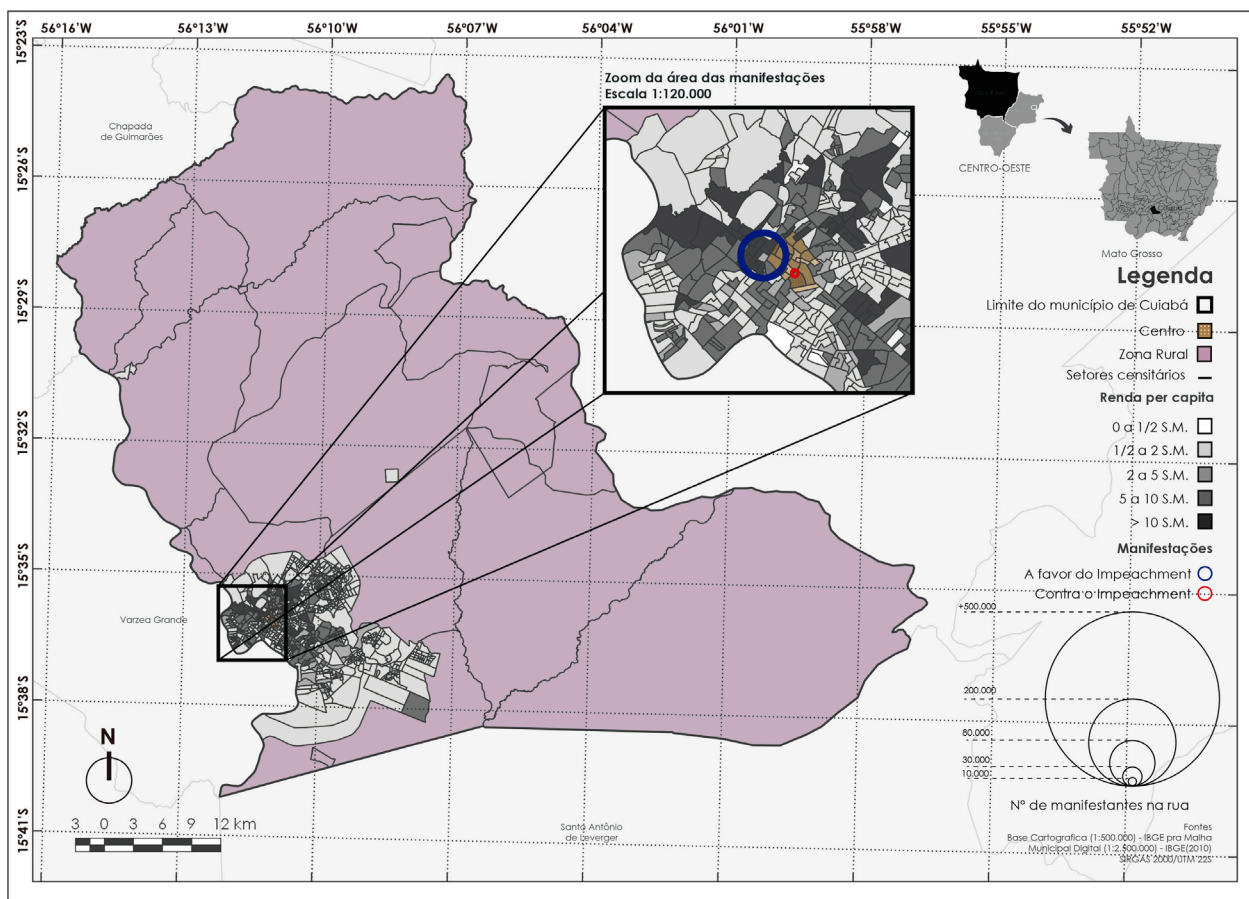 56°16'W 56°13'W 56°10'W 56°07'W 56°04'W 56°01'W 55°58'W 55°55'W 55°52'W
15°23'S
15°26'S
15°29'S
15°32'S
15°35'S
15°38'S
15°41'S
Chapada
de Guimarães
Varzea Grande
Santo Antônio
de Leverger
Zoom da área das manifestações
Escala 1:120.000
CENTRO-OESTE
Mato Grosso
Legenda
Limite do município de Cuiabá
Centro
Zona Rural
Setores censitários
Renda per capita
0 a 1/2 S.M.
1/2 a 2 S.M.
2 a 5 S.M.
5 a 10 S.M.
> 10 S.M.
Manifestações
A favor do Impeachment
Contra o Impeachment
+500.000
200.000
80.000
30.000
10.000
Nº de manifestantes na rua
Fontes
Base Cartografica (1:500.000) - IBGE pra Malha
Municipal Digital (1:2.500.000) - IBGE(2010)
SIRGAS 2000/UTM 22S
N
3 0 3 6 9 12 km